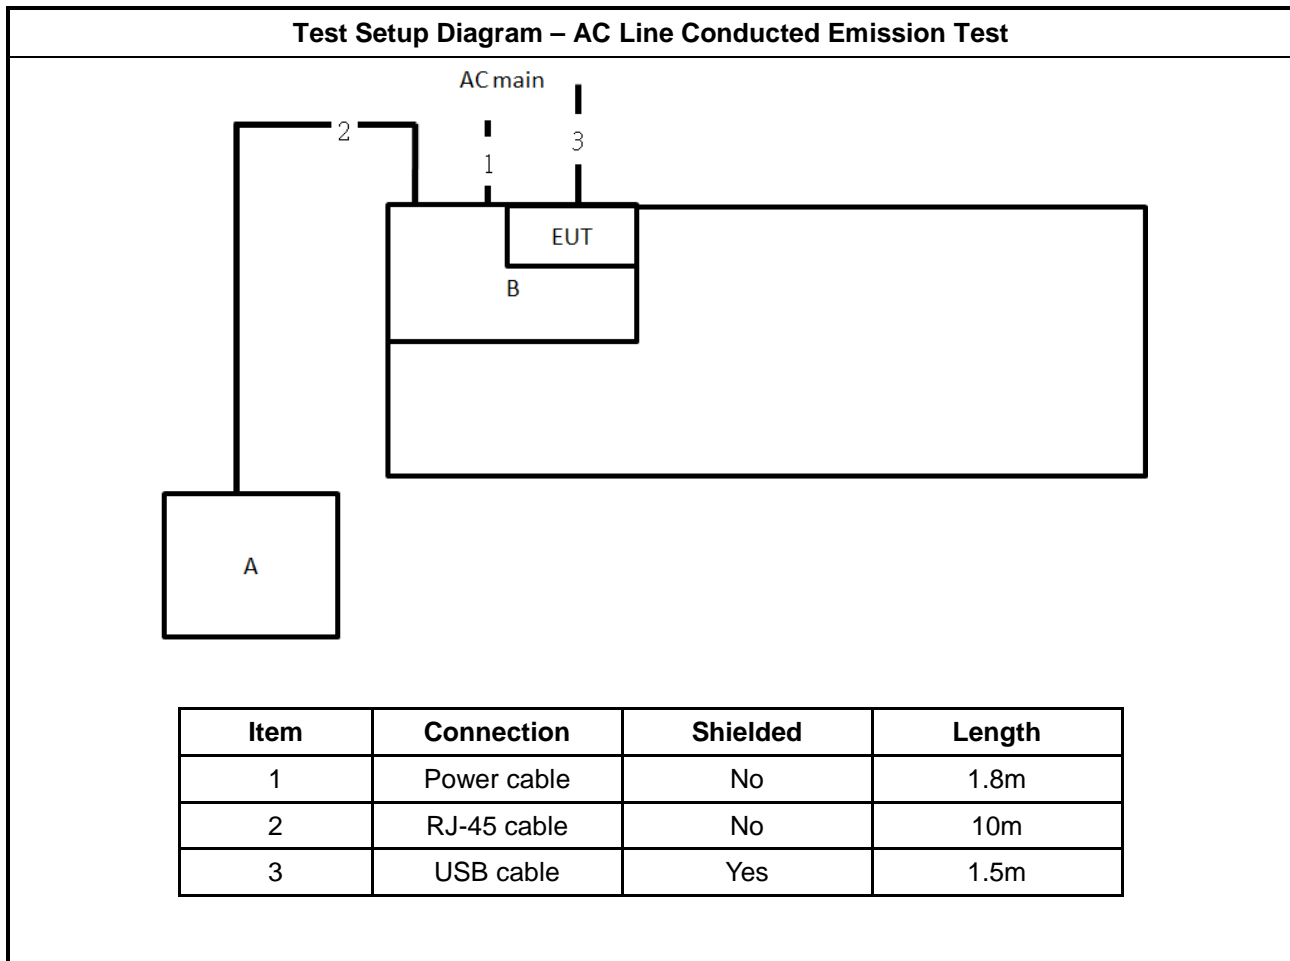 Test Setup Diagram – AC Line Conducted Emission Test
AC main
2
3
1
EUT
B
A
Item Connection Shielded Length
1 Power cable No 1.8m
2 RJ-45 cable No 10m
3 USB cable Yes 1.5m